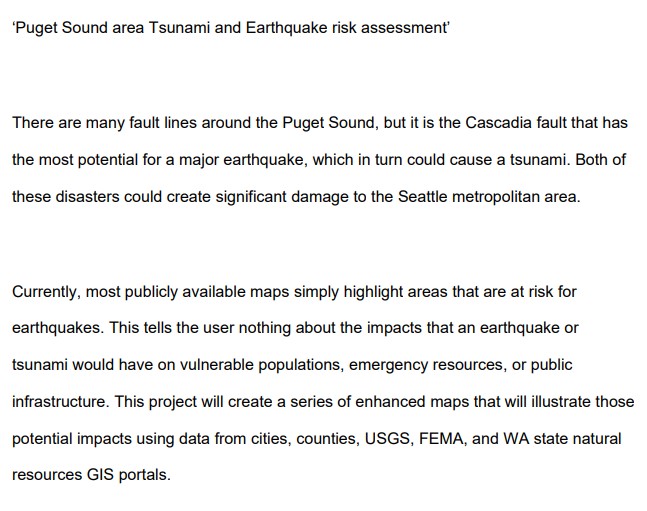 ‘Puget Sound area Tsunami and Earthquake risk assessment’
There are many fault lines around the Puget Sound, but it is the Cascadia fault that has
the most potential for a major earthquake, which in turn could cause a tsunami. Both of
these disasters could create significant damage to the Seattle metropolitan area.
Currently, most publicly available maps simply highlight areas that are at risk for
earthquakes. This tells the user nothing about the impacts that an earthquake or
tsunami would have on vulnerable populations, emergency resources, or public
infrastructure. This project will create a series of enhanced maps that will illustrate those
potential impacts using data from cities, counties, USGS, FEMA, and WA state natural
resources GIS portals.